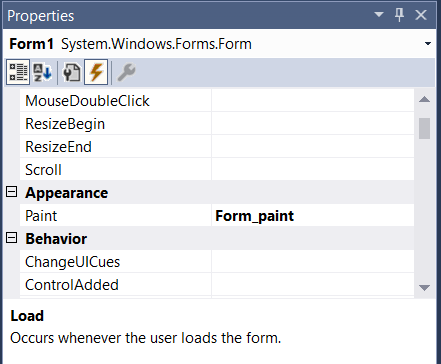 Properties
Form1 System.Windows.Forms.Form
MouseDoubleClick
ResizeBegin
ResizeEnd
Scroll
Appearance
Paint Form_paint
Behavior
ChangeUICues
ControlAdded
Load
Occurs whenever the user loads the form.